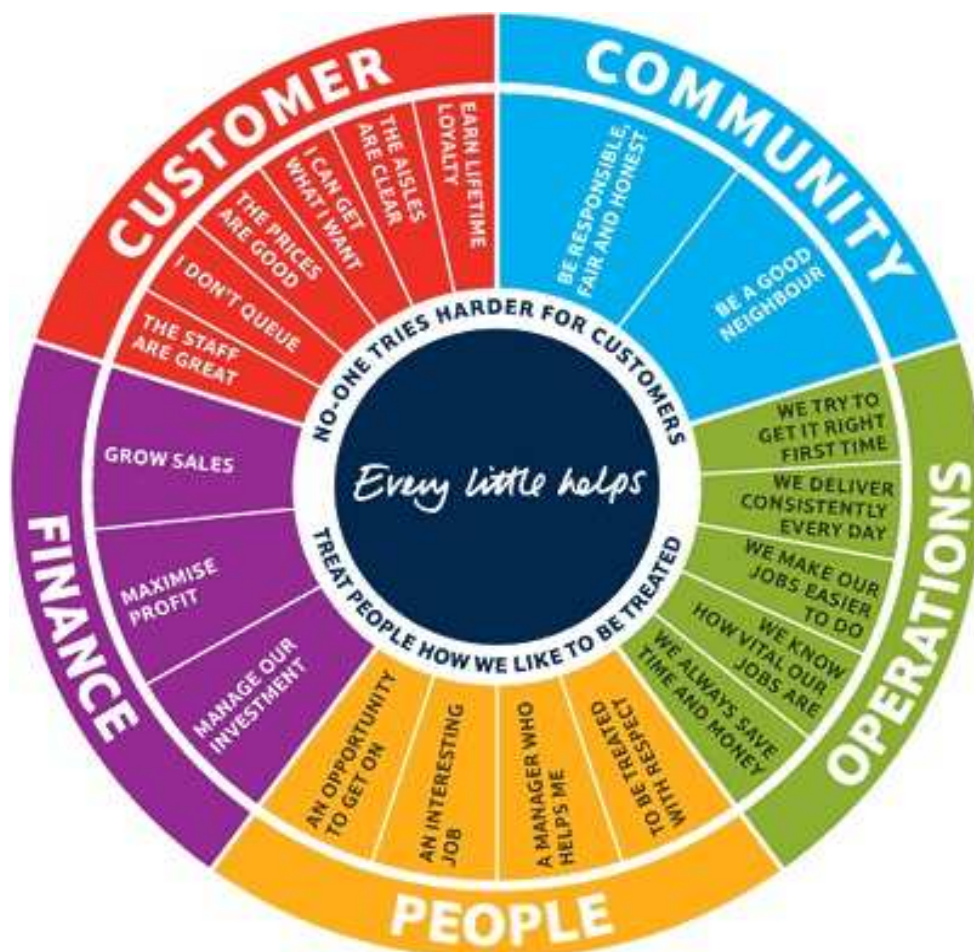 CUSTOMER
EARN LIFETIME
LOYALTY
THE AISLES
ARE CLEAR
I CAN GET
WHAT I WANT
THE PRICES
ARE GOOD
I DON'T QUEUE
THE STAFF
ARE GREAT
COMMUNITY
BE RESPONSIBLE,
FAIR AND HONEST
BE A GOOD
NEIGHBOUR
OPERATIONS
WE TRY TO
GET IT RIGHT
FIRST TIME
WE DELIVER
CONSISTENTLY
EVERY DAY
WE MAKE OUR
JOBS EASIER
TO DO
WE KNOW
HOW VITAL OUR
JOBS ARE
WE ALWAYS SAVE
TIME AND MONEY
PEOPLE
TO BE TREATED
WITH RESPECT
A MANAGER WHO
HELPS ME
AN INTERESTING
JOB
AN OPPORTUNITY
TO GET ON
FINANCE
MANAGE OUR
INVESTMENT
MAXIMISE
PROFIT
GROW SALES
NO-ONE TRIES HARDER FOR CUSTOMERS
Every little helps
TREAT PEOPLE HOW WE LIKE TO BE TREATED